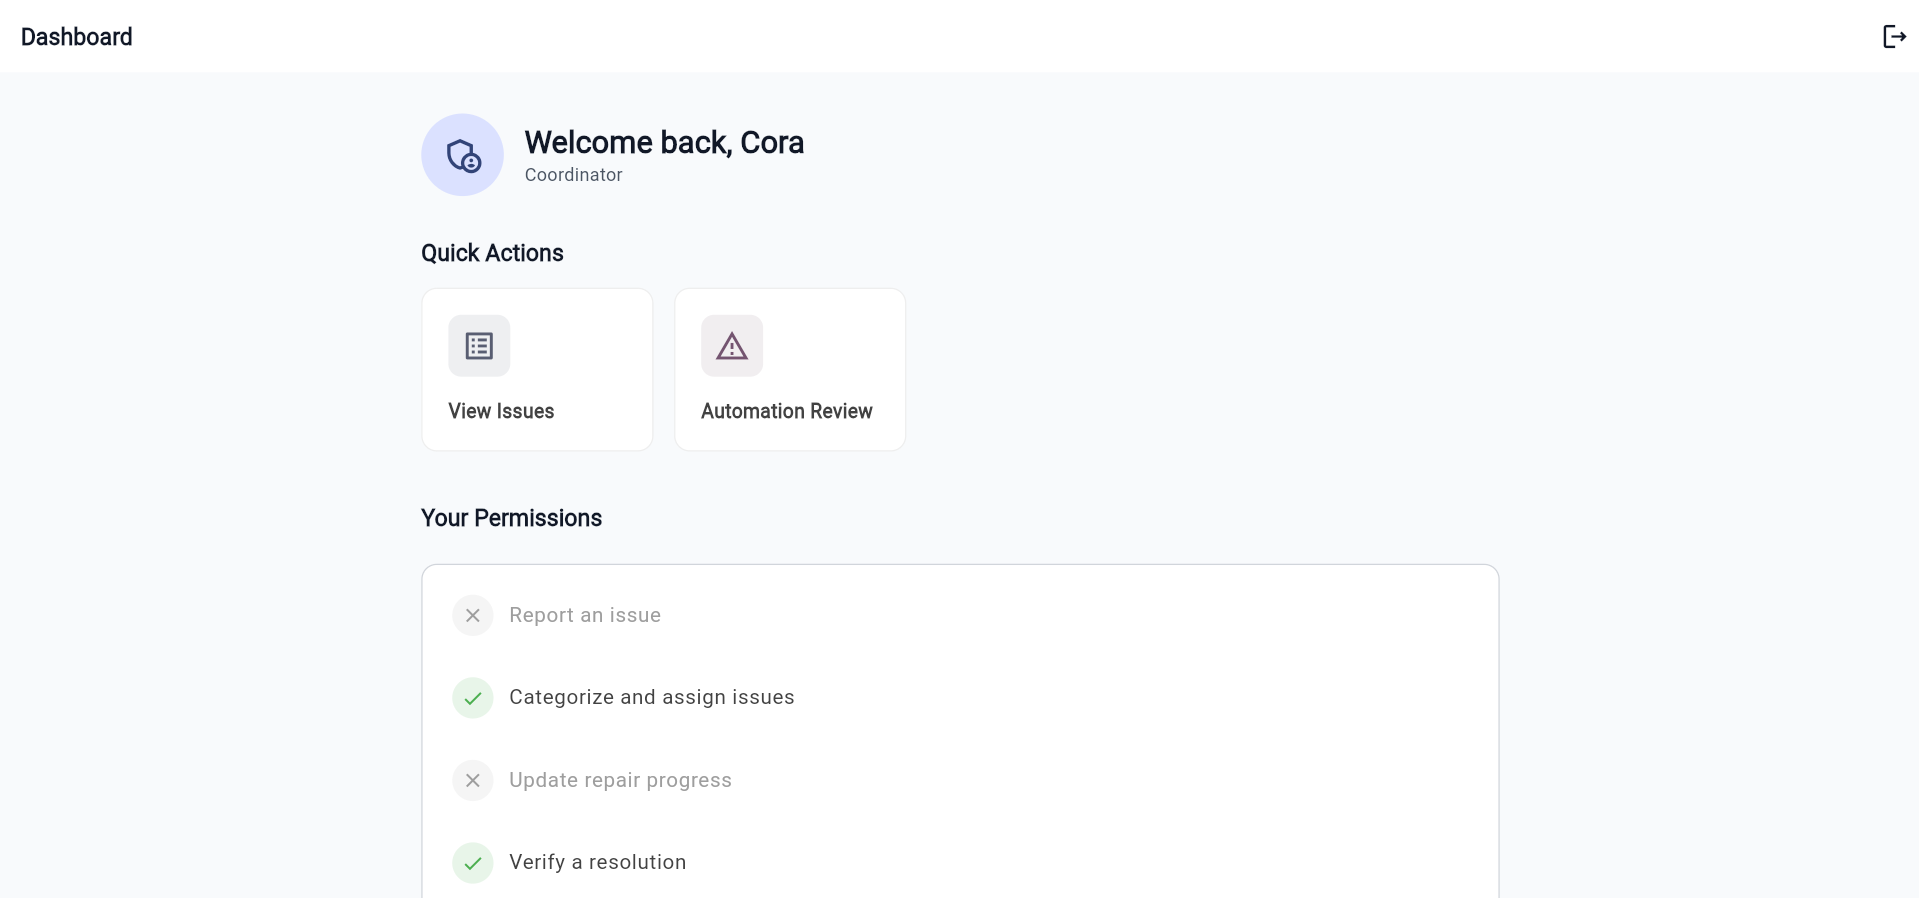 Dashboard
Welcome back, Cora
Coordinator
Quick Actions
View Issues
Automation Review
Your Permissions
Report an issue
Categorize and assign issues
Update repair progress
Verify a resolution